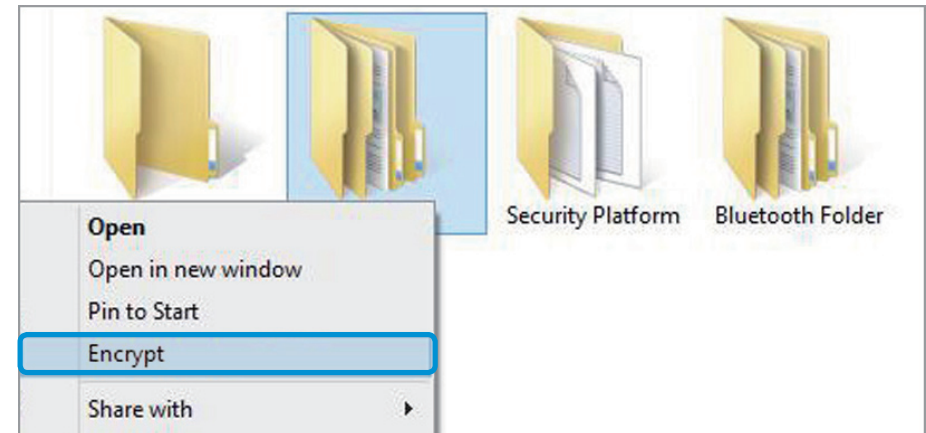 Security Platform
Bluetooth Folder
Open
Open in new window
Pin to Start
Encrypt
Share with